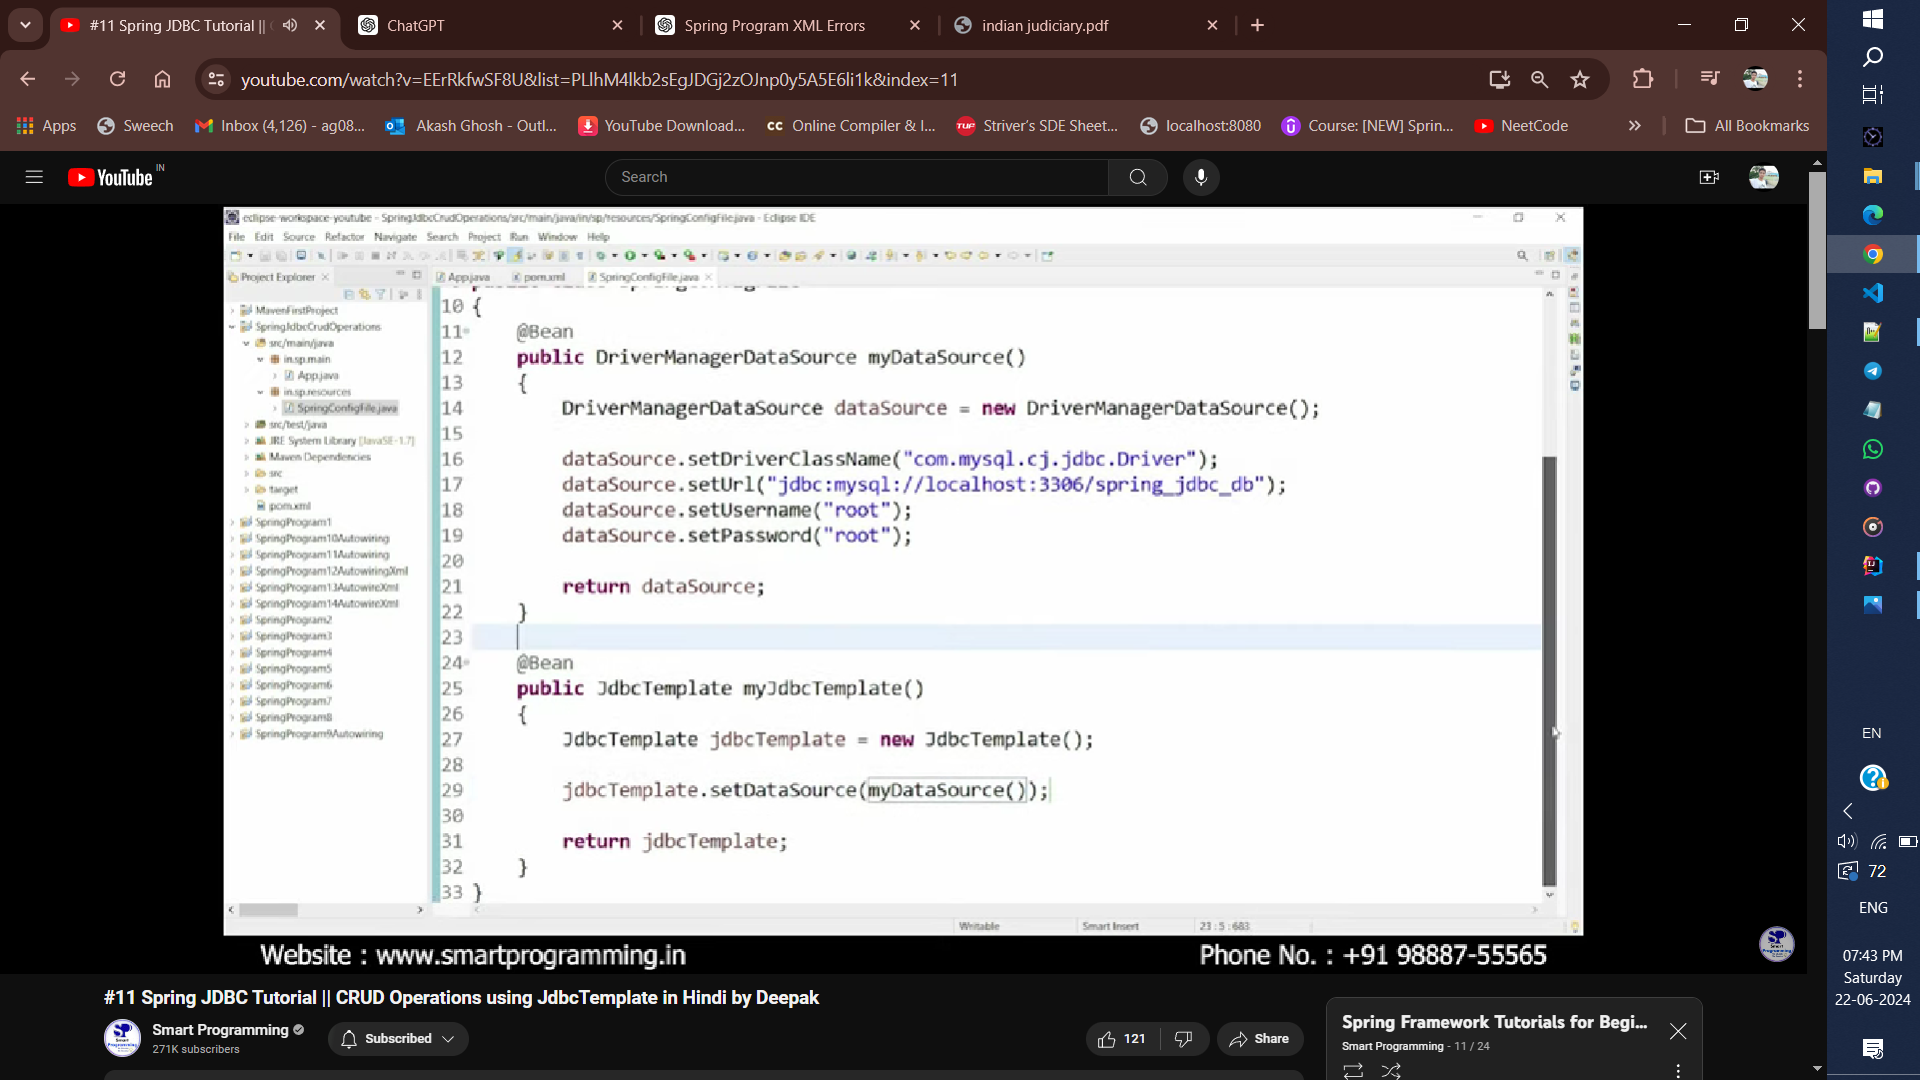 #11 Spring JDBC Tutorial ||
ChatGPT
Spring Program XML Errors
indian judiciary.pdf
youtube.com/watch?v=EErRkfwSF8U&list=PLlhM4lkb2sEgJDGj2zOJnp0y5A5E6li1k&index=11
Apps
Sweech
Inbox (4,126) - ag08...
Akash Ghosh - Outl...
YouTube Download...
Online Compiler & I...
Striver's SDE Sheet...
localhost:8080
Course: [NEW] Sprin...
NeetCode
All Bookmarks
YouTube IN
Search
eclipse-workspace-youtube - SpringJdbcCrudOperations/src/main/java/in/sp/resources/SpringConfigFile.java - Eclipse IDE
File Edit Source Refactor Navigate Search Project Run Window Help
Project Explorer
App.java
pom.xml
SpringConfigFile.java
MavenFirstProject
SpringJdbcCrudOperations
src/main/java
in.sp.main
App.java
in.sp.resources
SpringConfigFile.java
src/test/java
JRE System Library [JavaSE-1.7]
Maven Dependencies
src
target
pom.xml
SpringProgram1
SpringProgram10Autowiring
SpringProgram11Autowiring
SpringProgram12AutowiringXml
SpringProgram13AutowireXml
SpringProgram14AutowireXml
SpringProgram2
SpringProgram3
SpringProgram4
SpringProgram5
SpringProgram6
SpringProgram7
SpringProgram8
SpringProgram9Autowiring
10 {
11 @Bean
12 public DriverManagerDataSource myDataSource()
13 {
14 DriverManagerDataSource dataSource = new DriverManagerDataSource();
15
16 dataSource.setDriverClassName("com.mysql.cj.jdbc.Driver");
17 dataSource.setUrl("jdbc:mysql://localhost:3306/spring_jdbc_db");
18 dataSource.setUsername("root");
19 dataSource.setPassword("root");
20
21 return dataSource;
22 }
23
24 @Bean
25 public JdbcTemplate myJdbcTemplate()
26 {
27 JdbcTemplate jdbcTemplate = new JdbcTemplate();
28
29 jdbcTemplate.setDataSource(myDataSource());
30
31 return jdbcTemplate;
32 }
33 }
Writable
Smart Insert
23 : 5 : 683
Website : www.smartprogramming.in
Phone No. : +91 98887-55565
#11 Spring JDBC Tutorial || CRUD Operations using JdbcTemplate in Hindi by Deepak
Smart Programming
271K subscribers
Subscribed
121
Share
Spring Framework Tutorials for Begi...
Smart Programming - 11 / 24
EN
72
ENG
07:43 PM
Saturday
22-06-2024